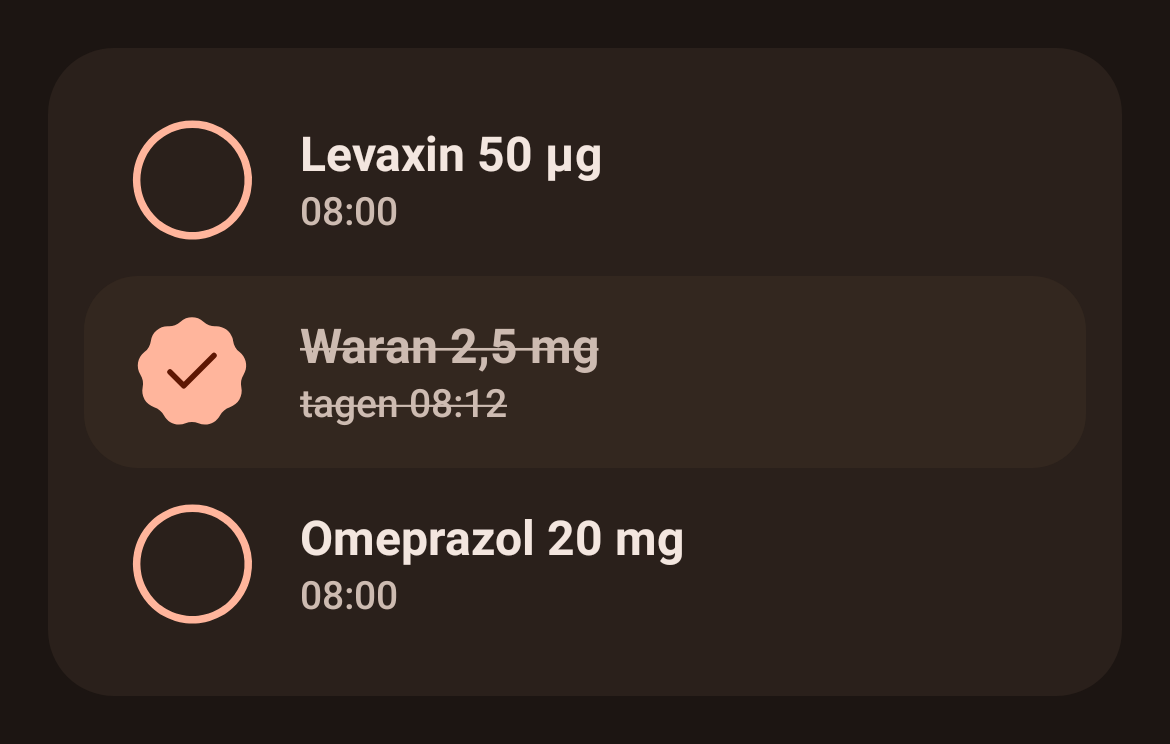 Levaxin 50 µg
08:00
Waran 2,5 mg
tagen 08:12
Omeprazol 20 mg
08:00